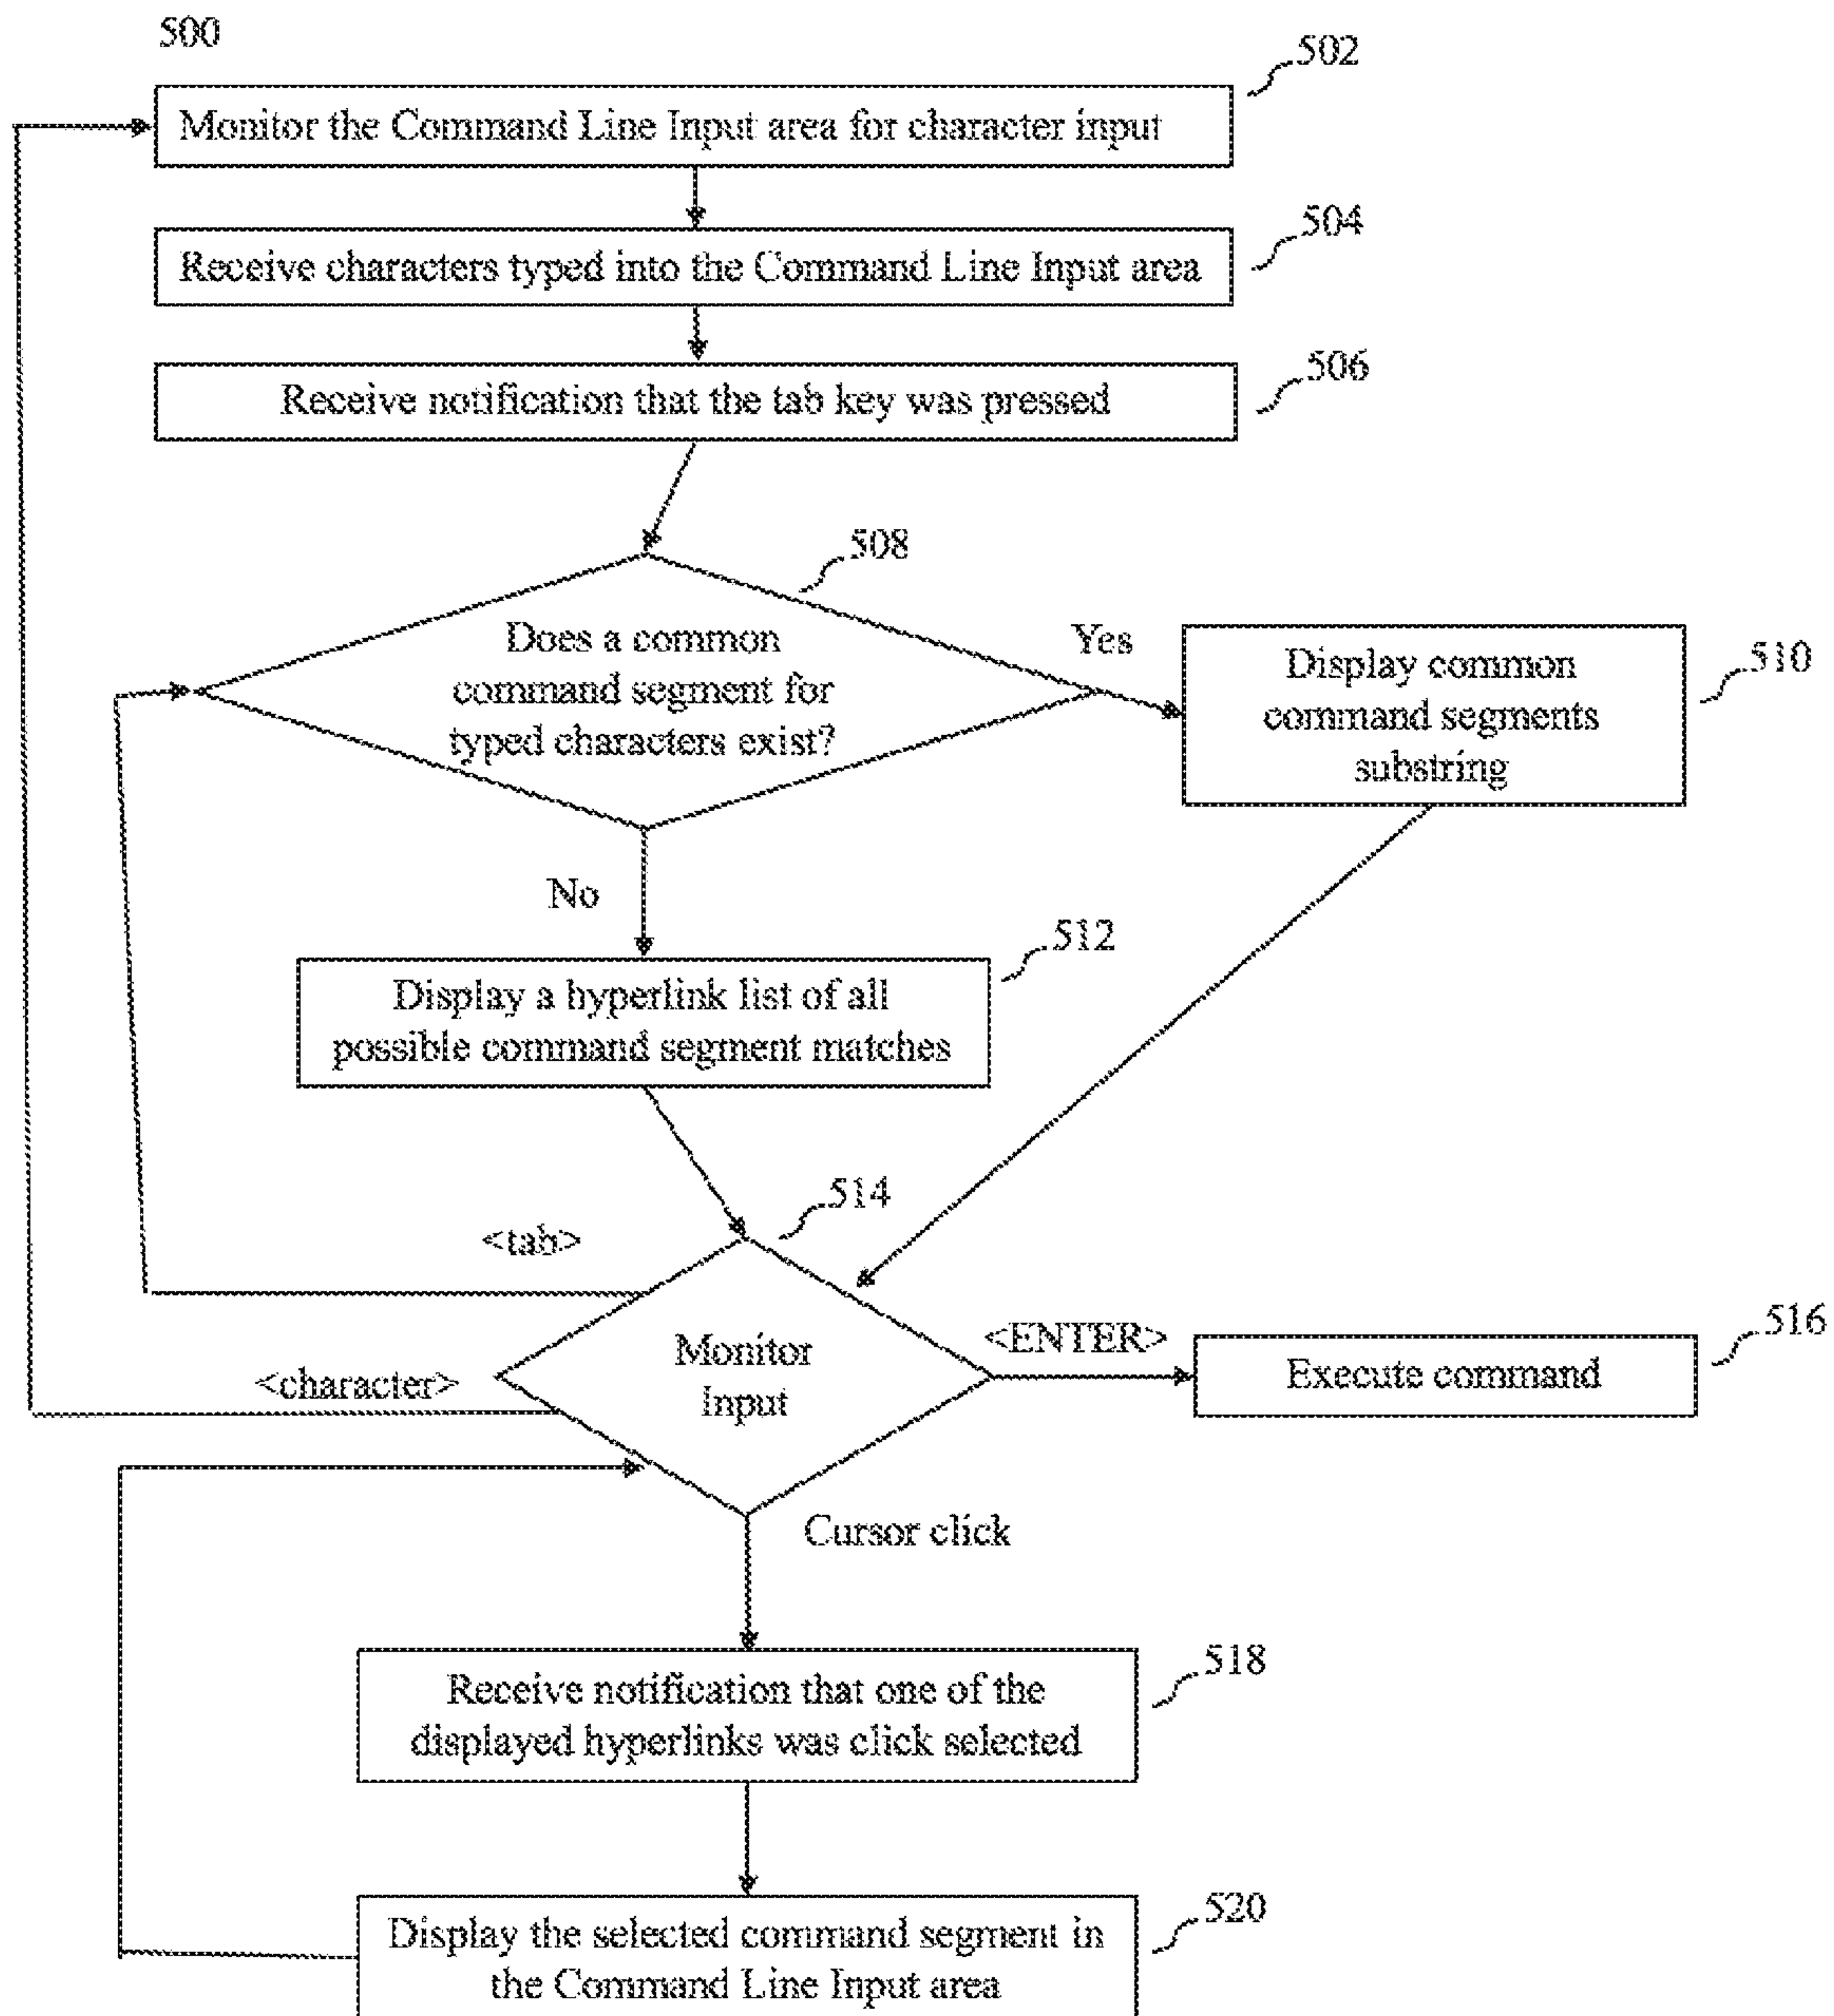 500
502
Monitor the Command Line Input area for character input
504
Receive characters typed into the Command Line Input area
506
Receive notification that the tab key was pressed
508
Does a common
command segment for
typed characters exist?
Yes
510
Display common
command segments
substring
No
512
Display a hyperlink list of all
possible command segment matches
514
<tab>
<character>
Monitor
Input
<ENTER>
516
Execute command
Cursor click
518
Receive notification that one of the
displayed hyperlinks was click selected
520
Display the selected command segment in
the Command Line Input area